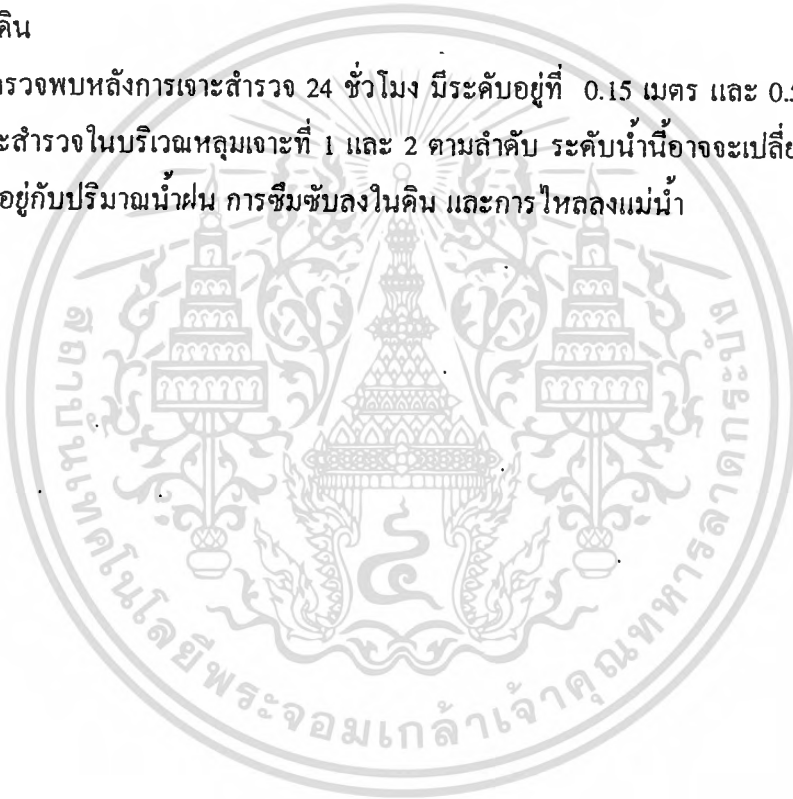 ดิน
ตรวจพบหลังการเจาะสำรวจ 24 ชั่วโมง มีระดับอยู่ที่ 0.15 เมตร และ
ะสำรวจในบริเวณหลุมเจาะที่ 1 และ 2 ตามลำดับ ระดับน้ำนี้อาจจะเปลี่ย
อยู่กับปริมาณน้ำฝน การซึมซับลงในดิน และการไหลลงแม่น้ำ
สถาบันเทคโนโลยีพระจอมเกล้าเจ้าคุณทหารลาดกระบัง